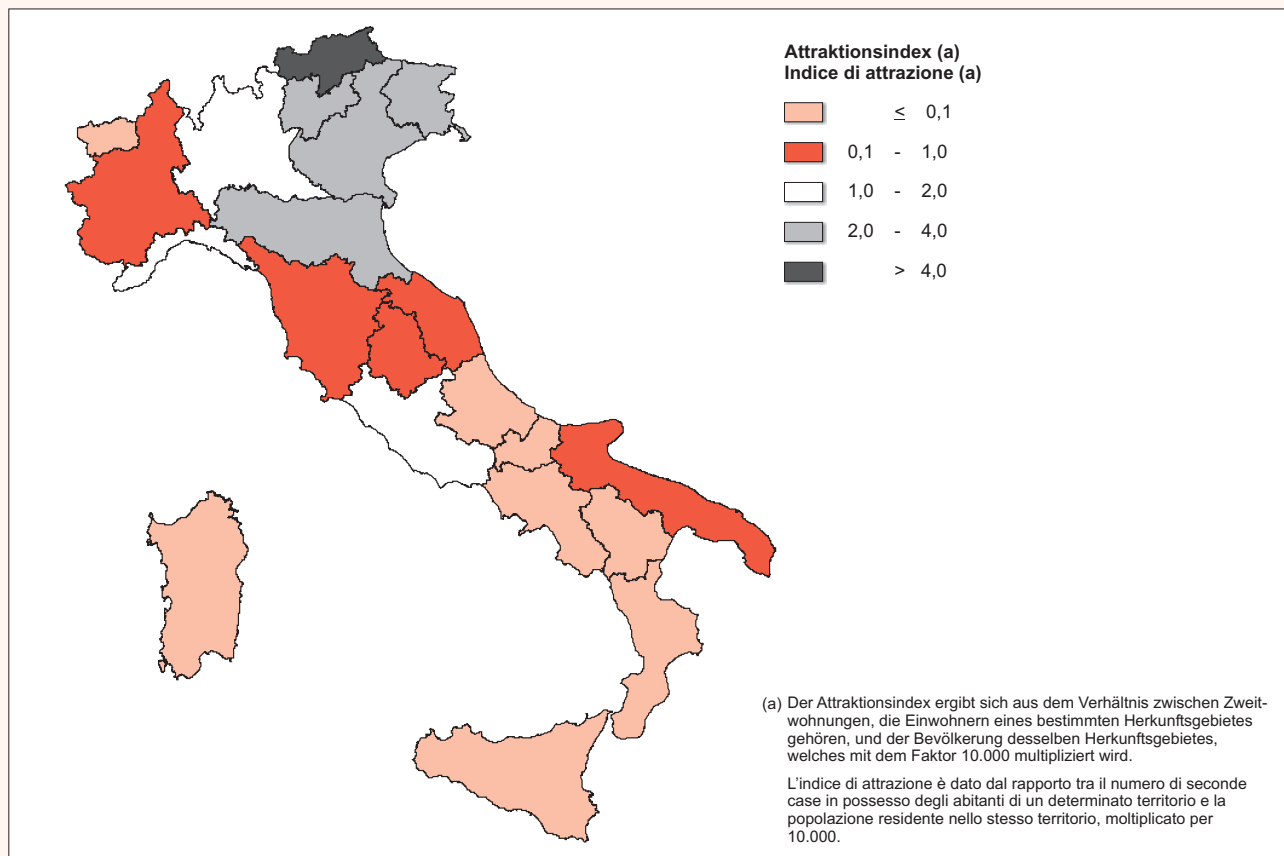 Attraktionsindex (a)
Indice di attrazione (a)
≤ 0,1
0,1 - 1,0
1,0 - 2,0
2,0 - 4,0
> 4,0
(a) Der Attraktionsindex ergibt sich aus dem Verhältnis zwischen Zweit-
wohnungen, die Einwohnern eines bestimmten Herkunftsgebietes
gehören, und der Bevölkerung desselben Herkunftsgebietes,
welches mit dem Faktor 10.000 multipliziert wird.
L'indice di attrazione è dato dal rapporto tra il numero di seconde
case in possesso degli abitanti di un determinato territorio e la
popolazione residente nello stesso territorio, moltiplicato per
10.000.